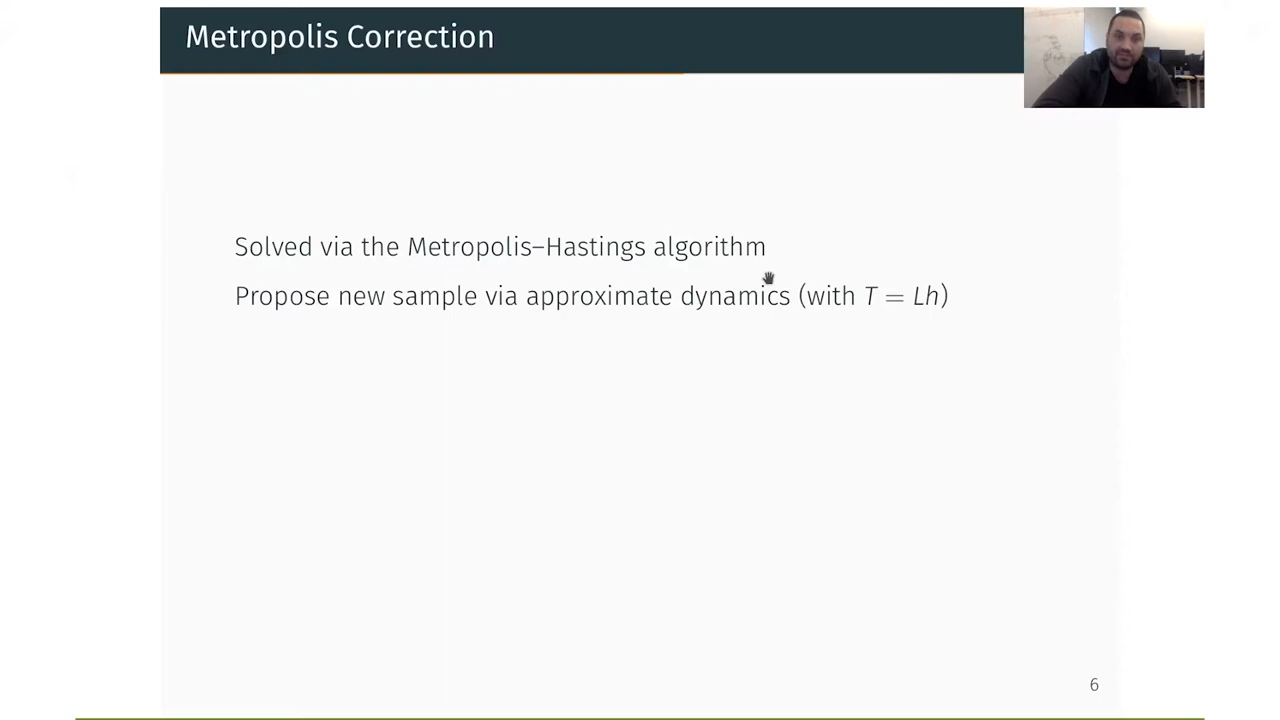 Metropolis Correction
Solved via the Metropolis–Hastings algorithm
Propose new sample via approximate dynamics (with T = Lh)
6